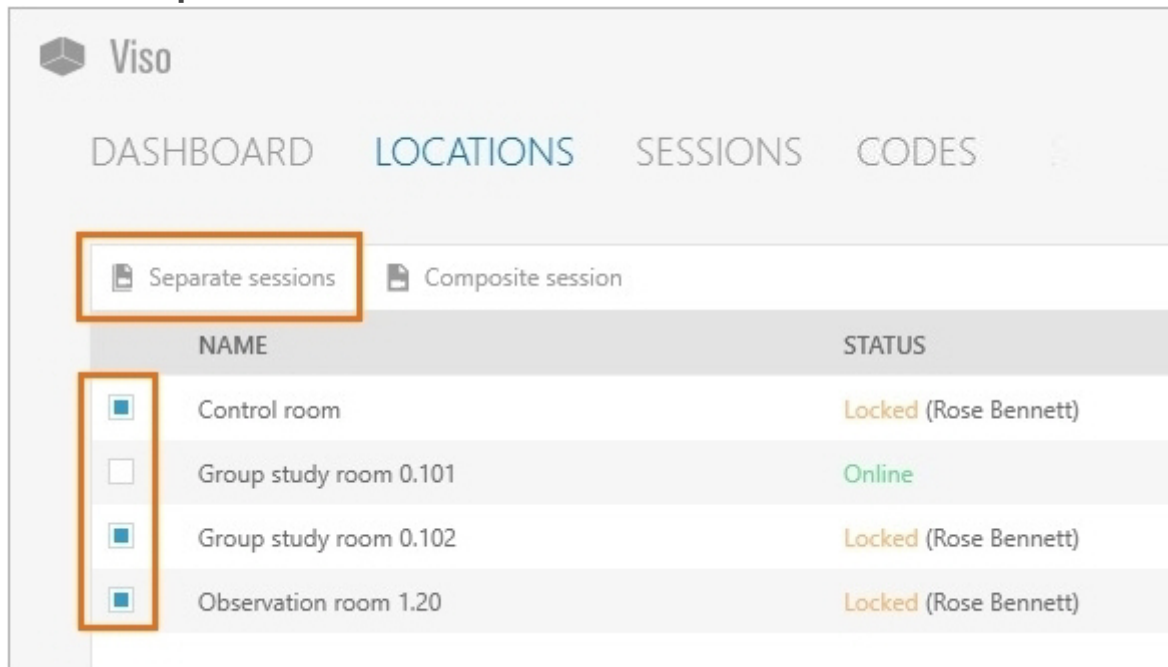 Viso
DASHBOARD LOCATIONS SESSIONS CODES
Separate sessions Composite session
NAME STATUS
Control room Locked (Rose Bennett)
Group study room 0.101 Online
Group study room 0.102 Locked (Rose Bennett)
Observation room 1.20 Locked (Rose Bennett)